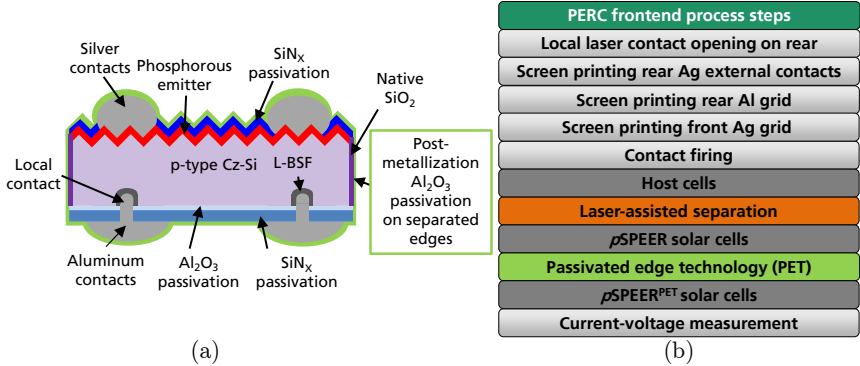 Silver
contacts
Phosphorous
emitter
SiNX
passivation
Native
SiO2
Local
contact
p-type Cz-Si
L-BSF
Post-
metallization
Al2O3
passivation
on separated
edges
Aluminum
contacts
Al2O3
passivation
SiNX
passivation
(a)
PERC frontend process steps
Local laser contact opening on rear
Screen printing rear Ag external contacts
Screen printing rear Al grid
Screen printing front Ag grid
Contact firing
Host cells
Laser-assisted separation
pSPEER solar cells
Passivated edge technology (PET)
pSPEERPET solar cells
Current-voltage measurement
(b)